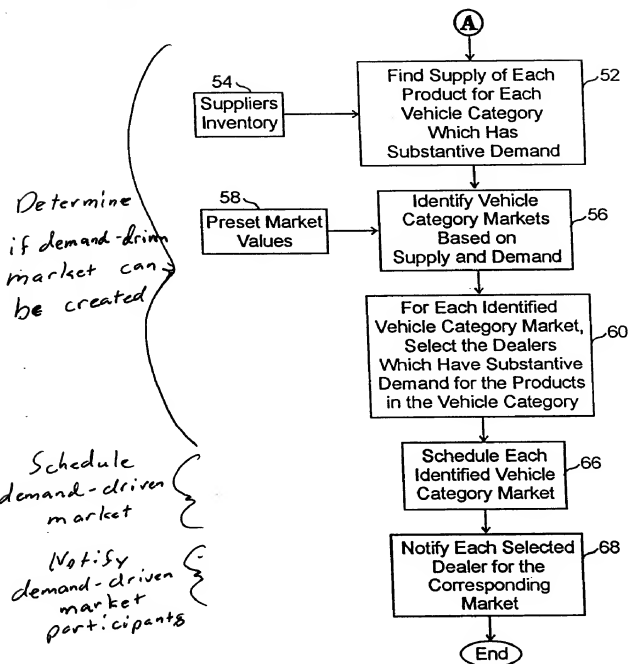 A
54
Suppliers
Inventory
Find Supply of Each
Product for Each
Vehicle Category
Which Has
Substantive Demand
52
58
Preset Market
Values
Identify Vehicle
Category Markets
Based on
Supply and Demand
56
Determine
if demand-driven
market can
be created
For Each Identified
Vehicle Category Market,
Select the Dealers
Which Have Substantive
Demand for the Products
in the Vehicle Category
60
Schedule
demand-driven
market
Schedule Each
Identified Vehicle
Category Market
66
Notify
demand-driven
market
participants
Notify Each Selected
Dealer for the
Corresponding
Market
68
End